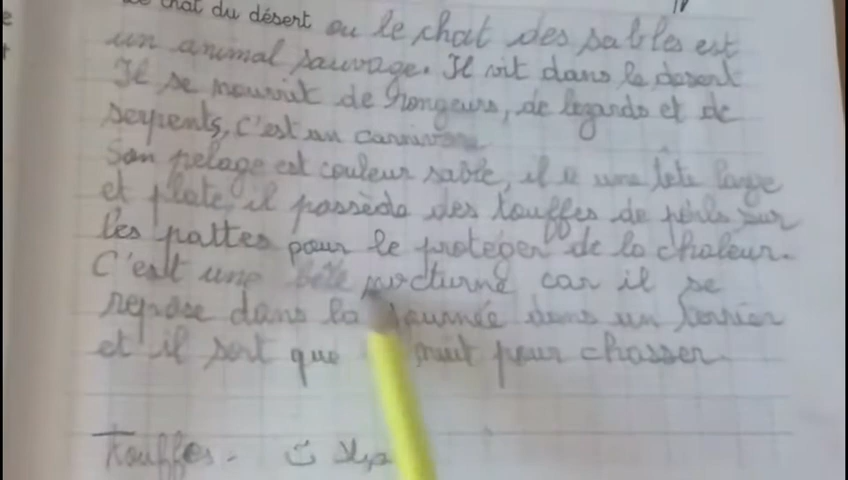 chat du désert ou le chat des sables est
un animal sauvage. Il vit dans le désert
Il se nourrit de rongeurs, de lézards et de
serpents, c'est un carnivore
Son pelage est couleur sable, il a une tête large
et plate, il possède des touffes de poils sur
les pattes pour le protéger de la chaleur.
C'est une bête nocturne car il se
repose dans la journée dans un terrier
et il sort que nuit pour chasser.
Touffes -